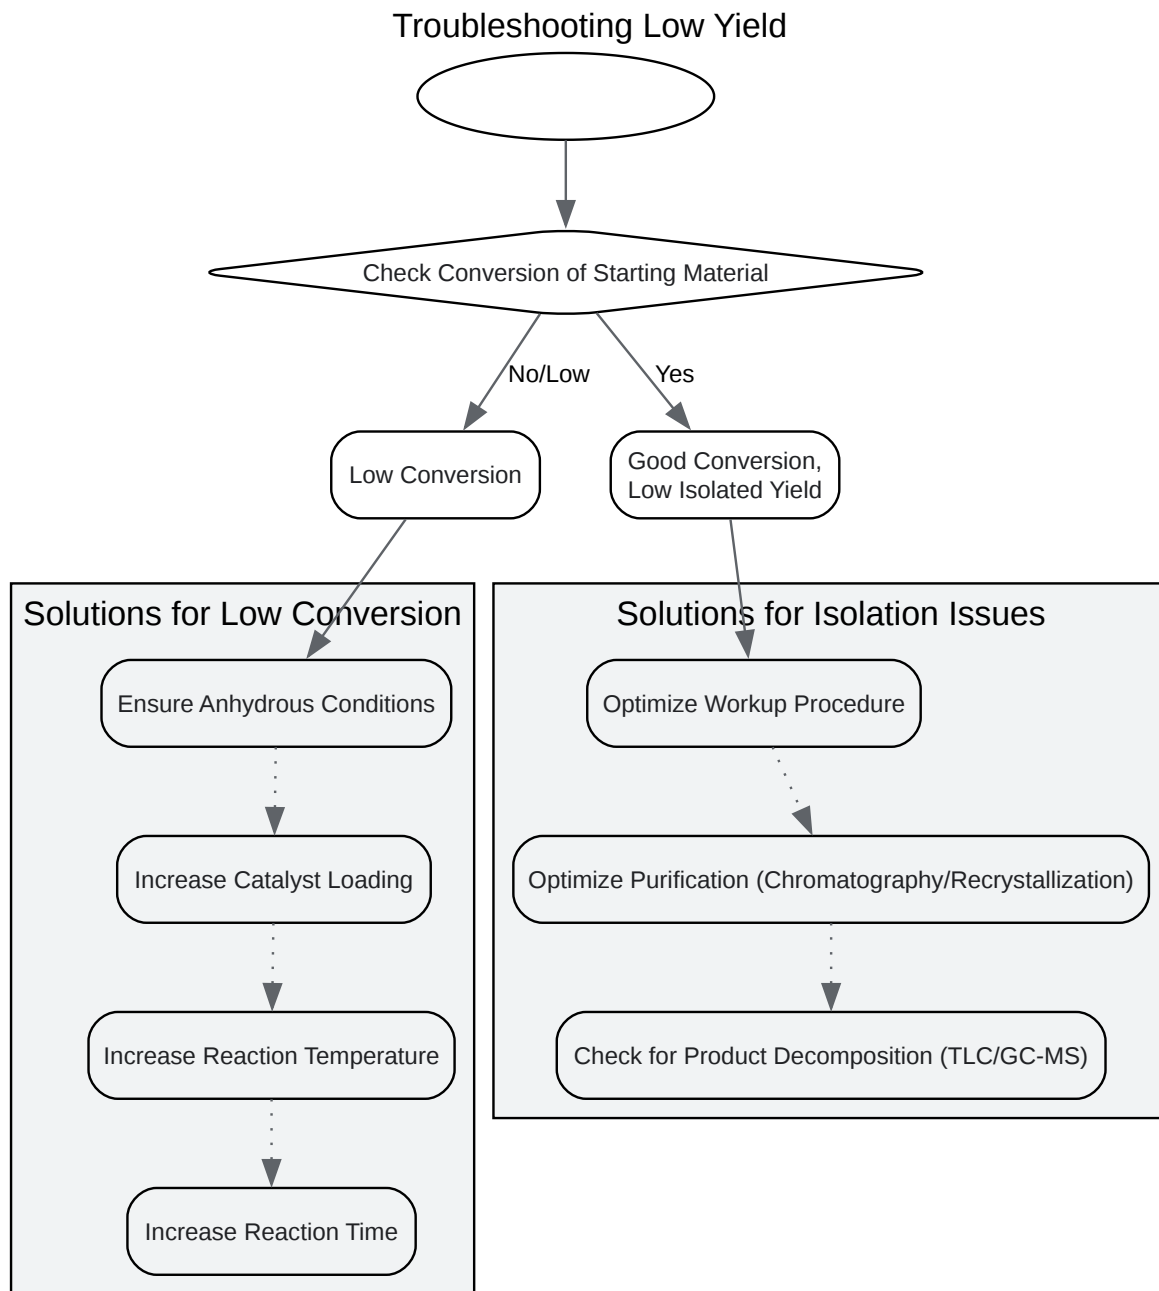 Troubleshooting Low Yield
Check Conversion of Starting Material
No/Low
Yes
Low Conversion
Good Conversion,
Low Isolated Yield
Solutions for Low Conversion
Ensure Anhydrous Conditions
Increase Catalyst Loading
Increase Reaction Temperature
Increase Reaction Time
Solutions for Isolation Issues
Optimize Workup Procedure
Optimize Purification (Chromatography/Recrystallization)
Check for Product Decomposition (TLC/GC-MS)